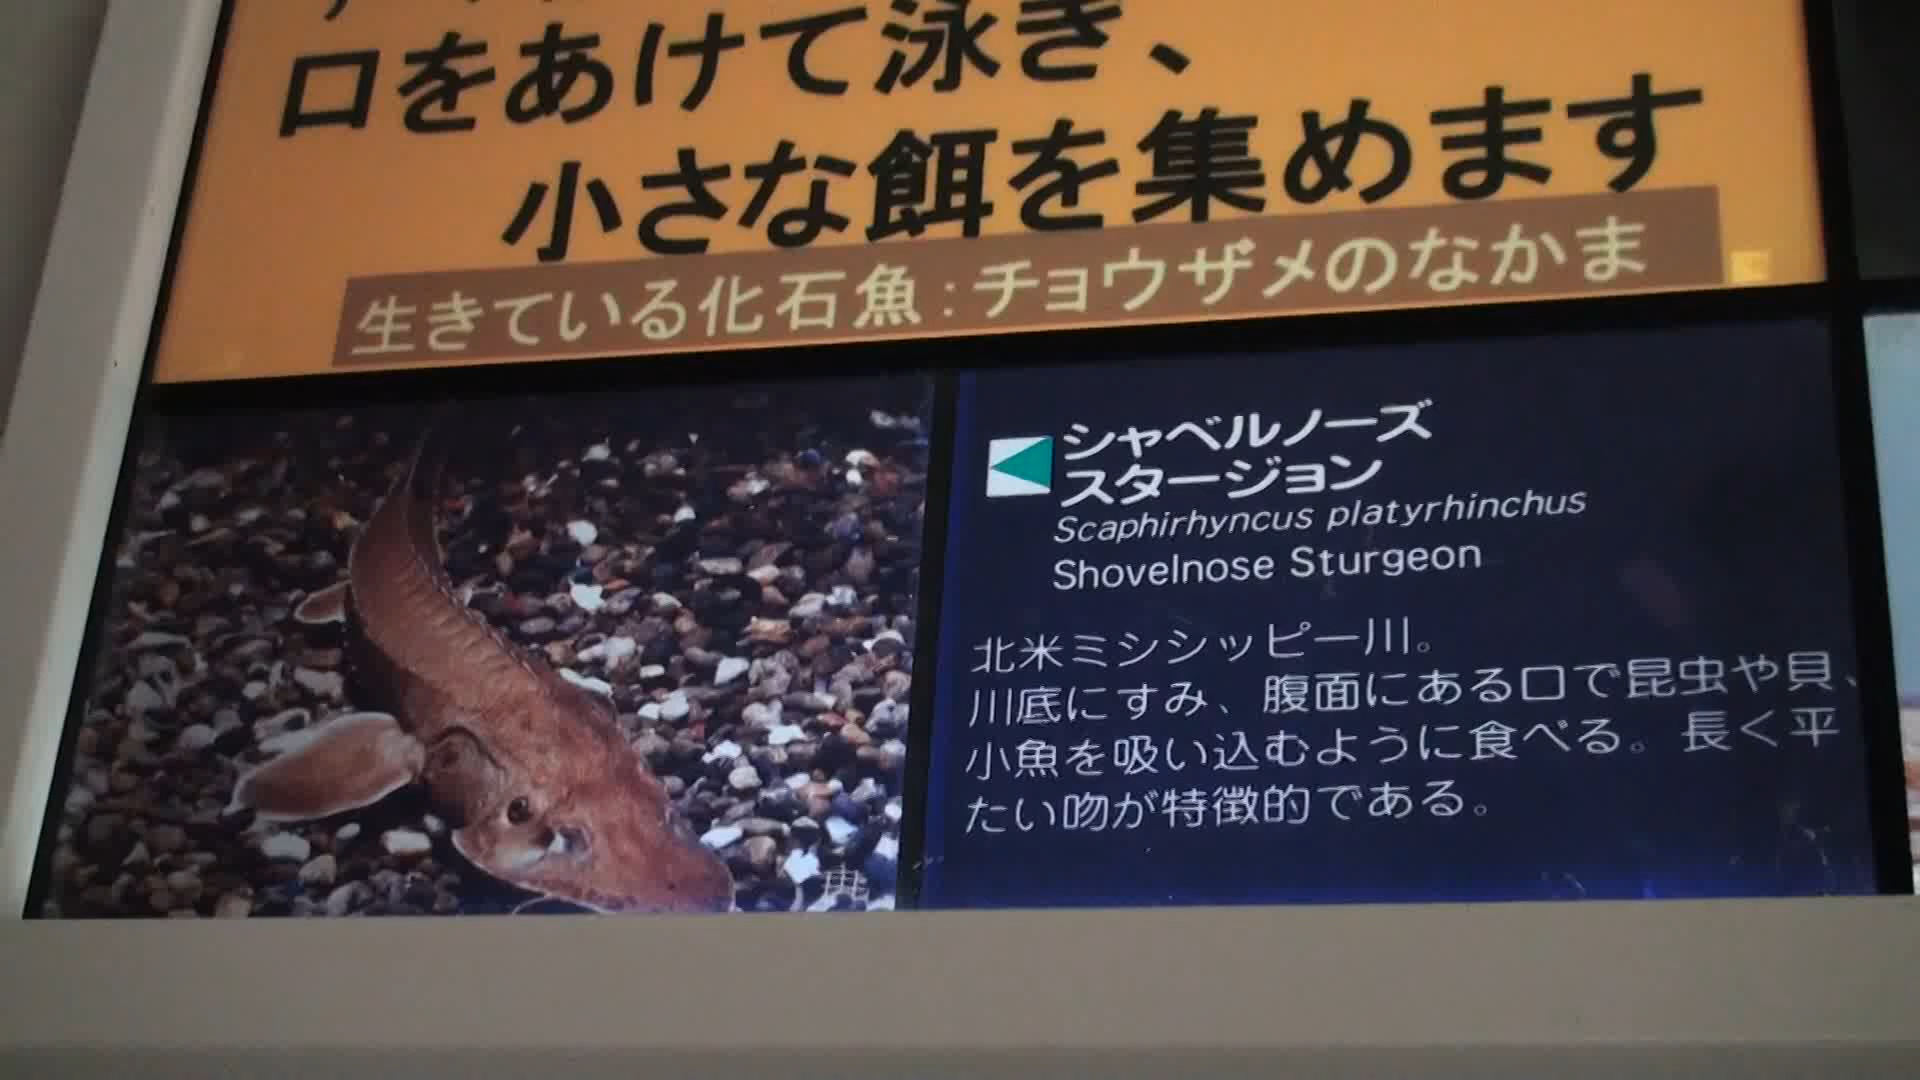 口をあけて泳ぎ、
小さな餌を集めます
生きている化石魚:チョウザメのなかま
シャベルノーズ
スタージョン
Scaphirhyncus platyrhinchus
Shovelnose Sturgeon
北米ミシシッピー川。
川底にすみ、腹面にある口で昆虫や貝、
小魚を吸い込むように食べる。長く平
たい吻が特徴的である。